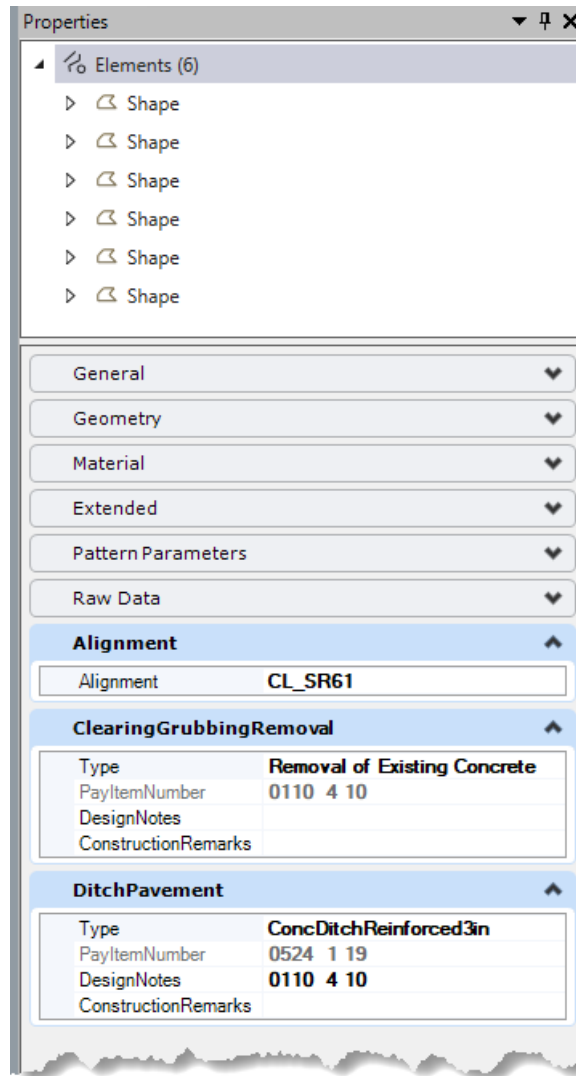 Properties
Elements (6)
Shape
Shape
Shape
Shape
Shape
Shape
General
Geometry
Material
Extended
Pattern Parameters
Raw Data
Alignment
Alignment CL_SR61
ClearingGrubbingRemoval
Type Removal of Existing Concrete
PayItemNumber 0110 4 10
DesignNotes
ConstructionRemarks
DitchPavement
Type ConcDitchReinforced3in
PayItemNumber 0524 1 19
DesignNotes 0110 4 10
ConstructionRemarks